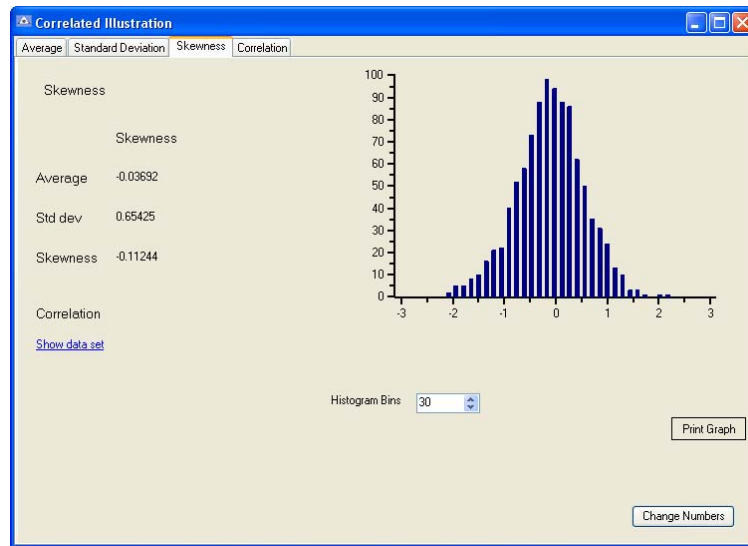 Correlated Illustration
Average Standard Deviation Skewness Correlation
Skewness
Skewness
Average -0.03692
Std dev 0.65425
Skewness -0.11244
Correlation
Show data set
100
90
80
70
60
50
40
30
20
10
0
-3 -2 -1 0 1 2 3
Histogram Bins 30
Print Graph
Change Numbers